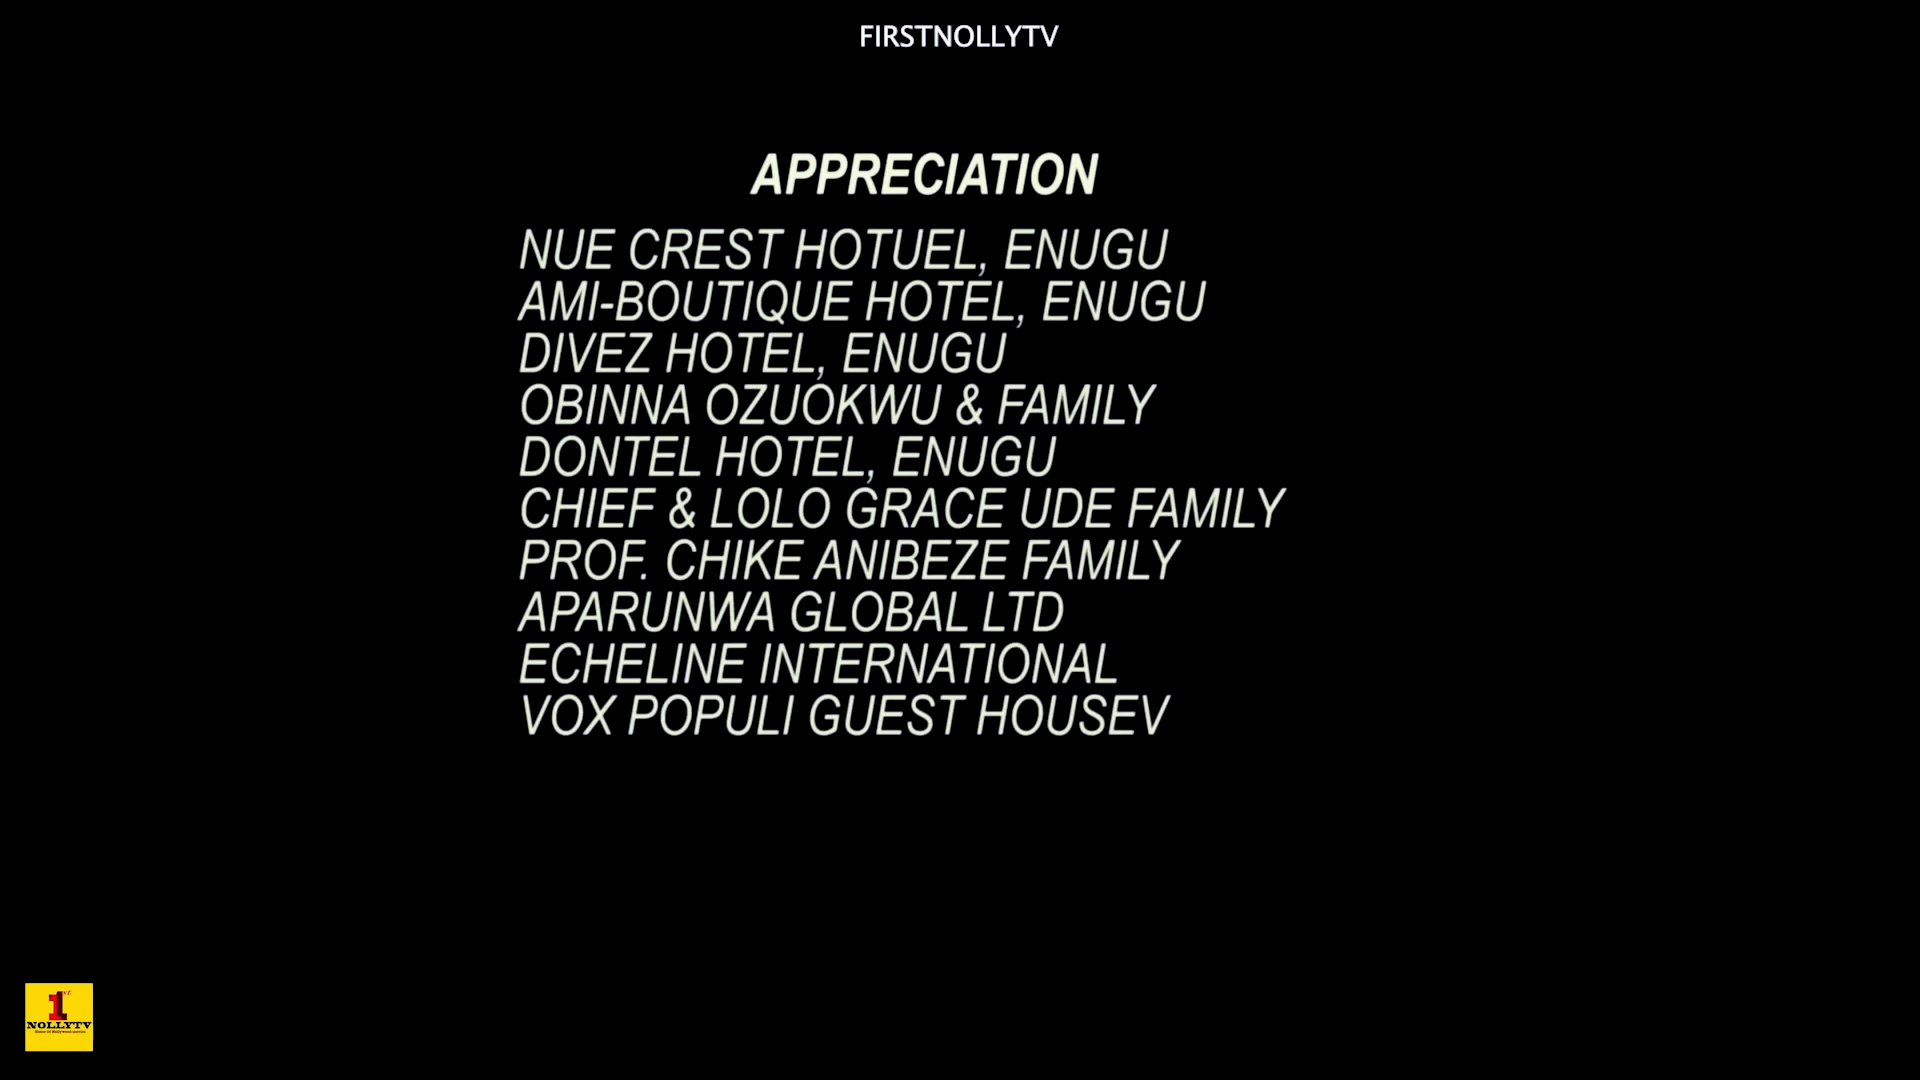 FIRSTNOLLYTV
APPRECIATION
NUE CREST HOTUEL, ENUGU
AMI-BOUTIQUE HOTEL, ENUGU
DIVEZ HOTEL, ENUGU
OBINNA OZUOKWU & FAMILY
DONTEL HOTEL, ENUGU
CHIEF & LOLO GRACE UDE FAMILY
PROF. CHIKE ANIBEZE FAMILY
APARUNWA GLOBAL LTD
ECHELINE INTERNATIONAL
VOX POPULI GUEST HOUSEV
1
NOLLYTV